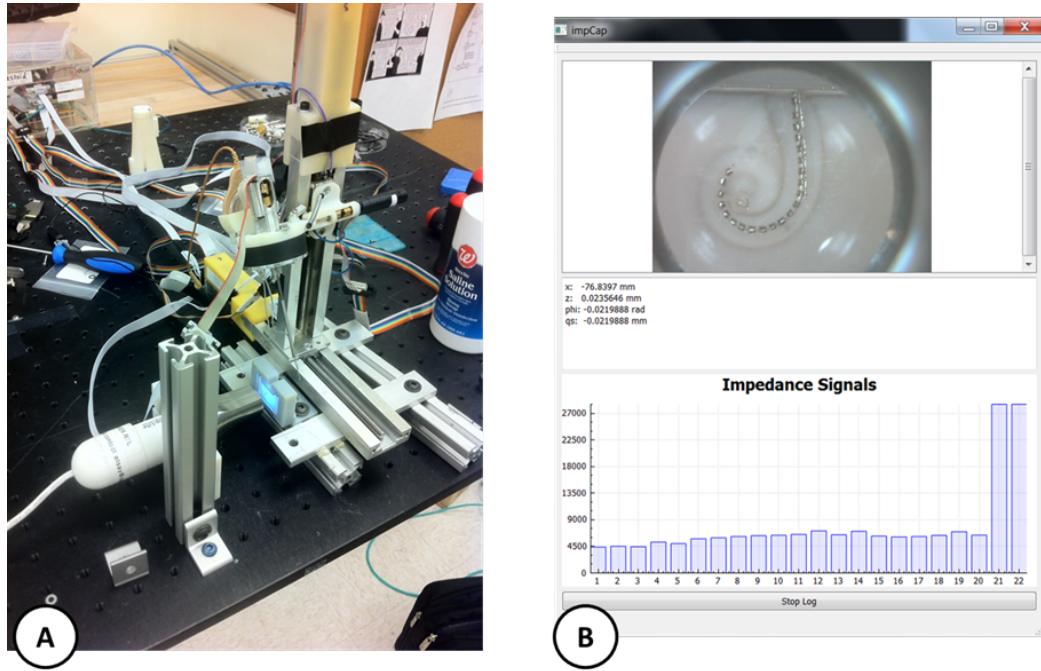 Saline
Solution
A
impCap
x: -76.8397 mm
z: 0.0235646 mm
phi: -0.0219888 rad
qs: -0.0219888 mm
Impedance Signals
27000
22500
18000
13500
9000
4500
0
1 2 3 4 5 6 7 8 9 10 11 12 13 14 15 16 17 18 19 20 21 22
Stop Log
B